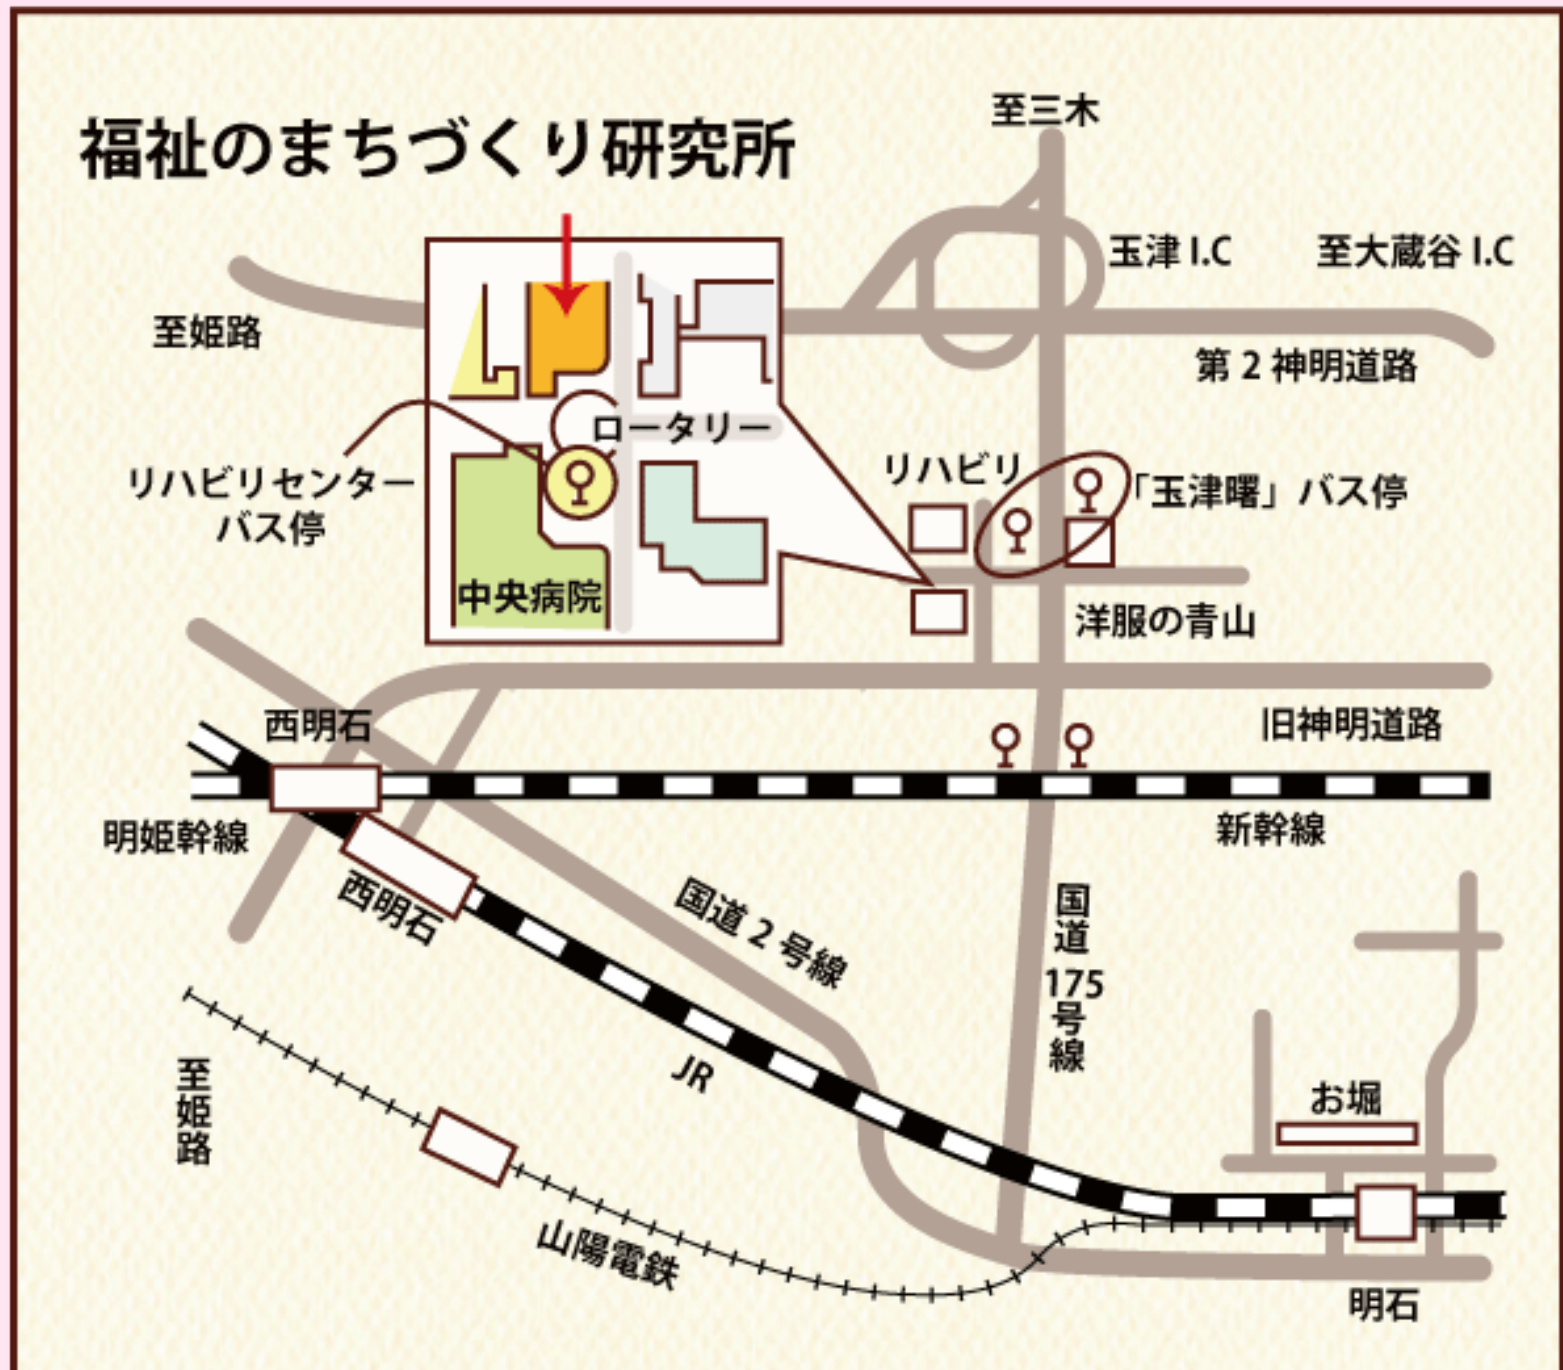 至三木
福祉のまちづくり研究所
玉津 I.C
至大蔵谷 I.C
至姫路
第 2 神明道路
ロータリー
リハビリ
リハビリセンター
バス停
「玉津曙」バス停
中央病院
洋服の青山
西明石
旧神明道路
明姫幹線
新幹線
西明石
国道 2 号線
国道175号線
JR
至姫路
お堀
山陽電鉄
明石